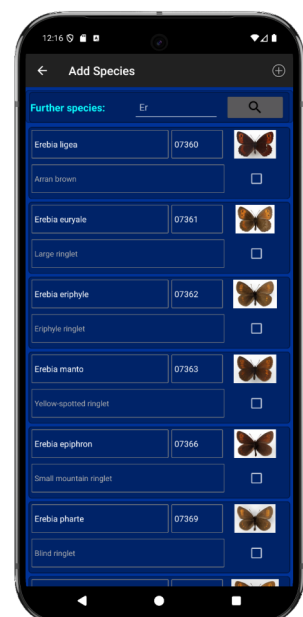 12:16
Add Species
Further species: Er
Erebia ligea 07360
Arran brown
Erebia euryale 07361
Large ringlet
Erebia eriphyle 07362
Eriphyle ringlet
Erebia manto 07363
Yellow-spotted ringlet
Erebia epiphron 07366
Small mountain ringlet
Erebia pharte 07369
Blind ringlet